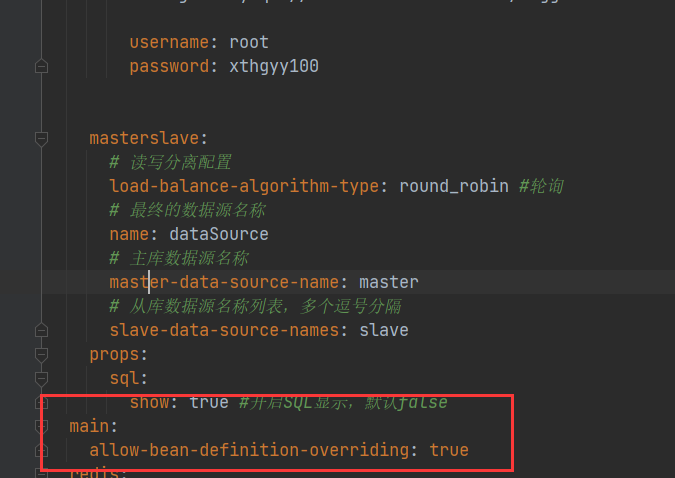 username: root
password: xthgyy100
masterslave:
# 读写分离配置
load-balance-algorithm-type: round_robin #轮询
# 最终的数据源名称
name: dataSource
# 主库数据源名称
master-data-source-name: master
# 从库数据源名称列表，多个逗号分隔
slave-data-source-names: slave
props:
sql:
show: true #开启SQL显示，默认false
main:
allow-bean-definition-overriding: true
redis: